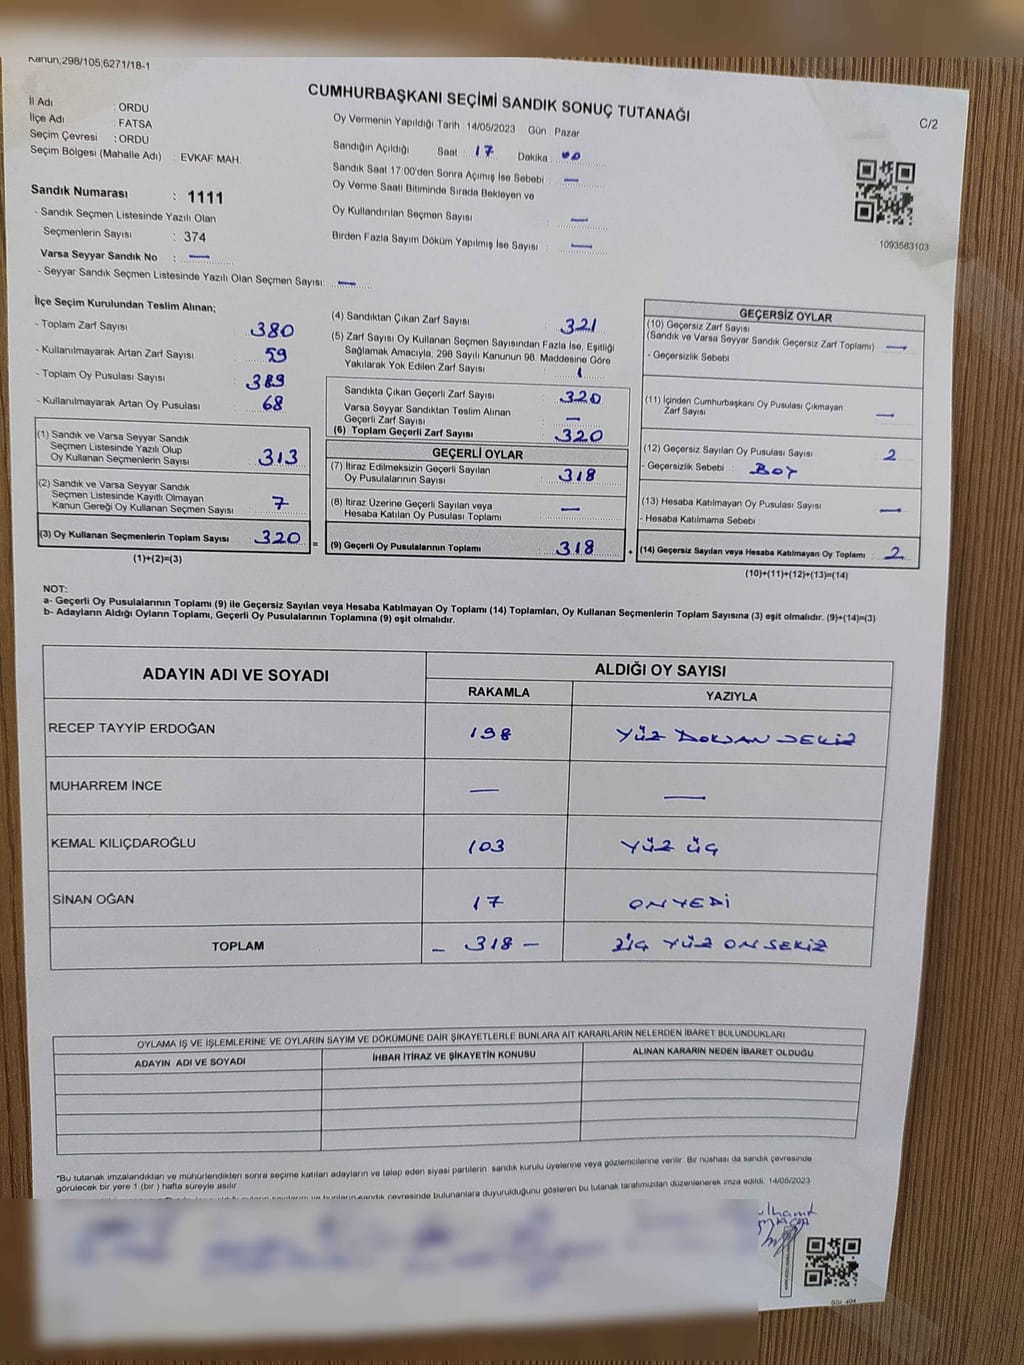 Kanun;298/105;6271/18-1
CUMHURBAŞKANI SEÇİMİ SANDIK SONUÇ TUTANAĞI
C/2
İl Adı : ORDU
İlçe Adı : FATSA
Seçim Çevresi : ORDU
Seçim Bölgesi (Mahalle Adı) : EVKAF MAH.
Sandık Numarası : 1111
- Sandık Seçmen Listesinde Yazılı Olan
Seçmenlerin Sayısı : 374
Varsa Seyyar Sandık No : —
- Seyyar Sandık Seçmen Listesinde Yazılı Olan Seçmen Sayısı: —
Oy Vermenin Yapıldığı Tarih : 14/05/2023 Gün : Pazar
Sandığın Açıldığı Saat : 17 Dakika : 00
Sandık Saat 17:00'den Sonra Açımış İse Sebebi : —
Oy Verme Saati Bitiminde Sırada Bekleyen ve
Oy Kullandırılan Seçmen Sayısı : —
Birden Fazla Sayım Döküm Yapılmış İse Sayısı : —
1093563103
İlçe Seçim Kurulundan Teslim Alınan;
- Toplam Zarf Sayısı : 380
- Kullanılmayarak Artan Zarf Sayısı : 59
- Toplam Oy Pusulası Sayısı : 389
- Kullanılmayarak Artan Oy Pusulası : 68
(1) Sandık ve Varsa Seyyar Sandık
Seçmen Listesinde Yazılı Olup
Oy Kullanan Seçmenlerin Sayısı : 313
(2) Sandık ve Varsa Seyyar Sandık
Seçmen Listesinde Kayıtlı Olmayan
Kanun Gereği Oy Kullanan Seçmen Sayısı : 7
(3) Oy Kullanan Seçmenlerin Toplam Sayısı : 320 =
(1)+(2)=(3)
(4) Sandıktan Çıkan Zarf Sayısı : 321
(5) Zarf Sayısı Oy Kullanan Seçmen Sayısından Fazla İse, Eşitliği
Sağlamak Amacıyla, 298 Sayılı Kanunun 98. Maddesine Göre
Yakılarak Yok Edilen Zarf Sayısı : 1
Sandıkta Çıkan Geçerli Zarf Sayısı : 320
Varsa Seyyar Sandıktan Teslim Alınan
Geçerli Zarf Sayısı : —
(6) Toplam Geçerli Zarf Sayısı : 320
GEÇERLİ OYLAR
(7) İtiraz Edilmeksizin Geçerli Sayılan
Oy Pusulalarının Sayısı : 318
(8) İtiraz Üzerine Geçerli Sayılan veya
Hesaba Katılan Oy Pusulası Toplamı : —
(9) Geçerli Oy Pusulalarının Toplamı : 318 +
GEÇERSİZ OYLAR
(10) Geçersiz Zarf Sayısı
(Sandık ve Varsa Seyyar Sandık Geçersiz Zarf Toplamı) : —
- Geçersizlik Sebebi :
(11) İçinden Cumhurbaşkanı Oy Pusulası Çıkmayan
Zarf Sayısı : —
(12) Geçersiz Sayılan Oy Pusulası Sayısı : 2
- Geçersizlik Sebebi : BOY
(13) Hesaba Katılmayan Oy Pusulası Sayısı : —
- Hesaba Katılmama Sebebi :
(14) Geçersiz Sayılan veya Hesaba Katılmayan Oy Toplamı : 2
(10)+(11)+(12)+(13)=(14)
NOT:
a- Geçerli Oy Pusulalarının Toplamı (9) ile Geçersiz Sayılan veya Hesaba Katılmayan Oy Toplamı (14) Toplamları, Oy Kullanan Seçmenlerin Toplam Sayısına (3) eşit olmalıdır. (9)+(14)=(3)
b- Adayların Aldığı Oyların Toplamı, Geçerli Oy Pusulalarının Toplamına (9) eşit olmalıdır.
ADAYIN ADI VE SOYADI ALDIĞI OY SAYISI
RAKAMLA YAZIYLA
RECEP TAYYİP ERDOĞAN 198 YÜZ DOKSAN SEKİZ
MUHARREM İNCE — —
KEMAL KILIÇDAROĞLU 103 YÜZ ÜÇ
SİNAN OĞAN 17 ONYEDİ
TOPLAM - 318 - ÜÇ YÜZ ON SEKİZ
OYLAMA İŞ VE İŞLEMLERİNE VE OYLARIN SAYIM VE DÖKÜMÜNE DAİR ŞİKAYETLERLE BUNLARA AİT KARARLARIN NELERDEN İBARET BULUNDUKLARI
ADAYIN ADI VE SOYADI İHBAR İTİRAZ VE ŞİKAYETİN KONUSU ALINAN KARARIN NEDEN İBARET OLDUĞU
*Bu tutanak imzalandıktan ve mühürlendikten sonra seçime katılan adayların ve talep eden siyasi partilerin sandık kurulu üyelerine veya gözlemcilerine verilir. Bir nüshası da sandık çevresinde
görülecek bir yere 1 (bir ) hafta süreyle asılır.
sayılarını ve bunların sandık çevresinde bulunanlara duyurulduğunu gösteren bu tutanak tarafımızdan düzenlenerek imza edildi. 14/05/2023